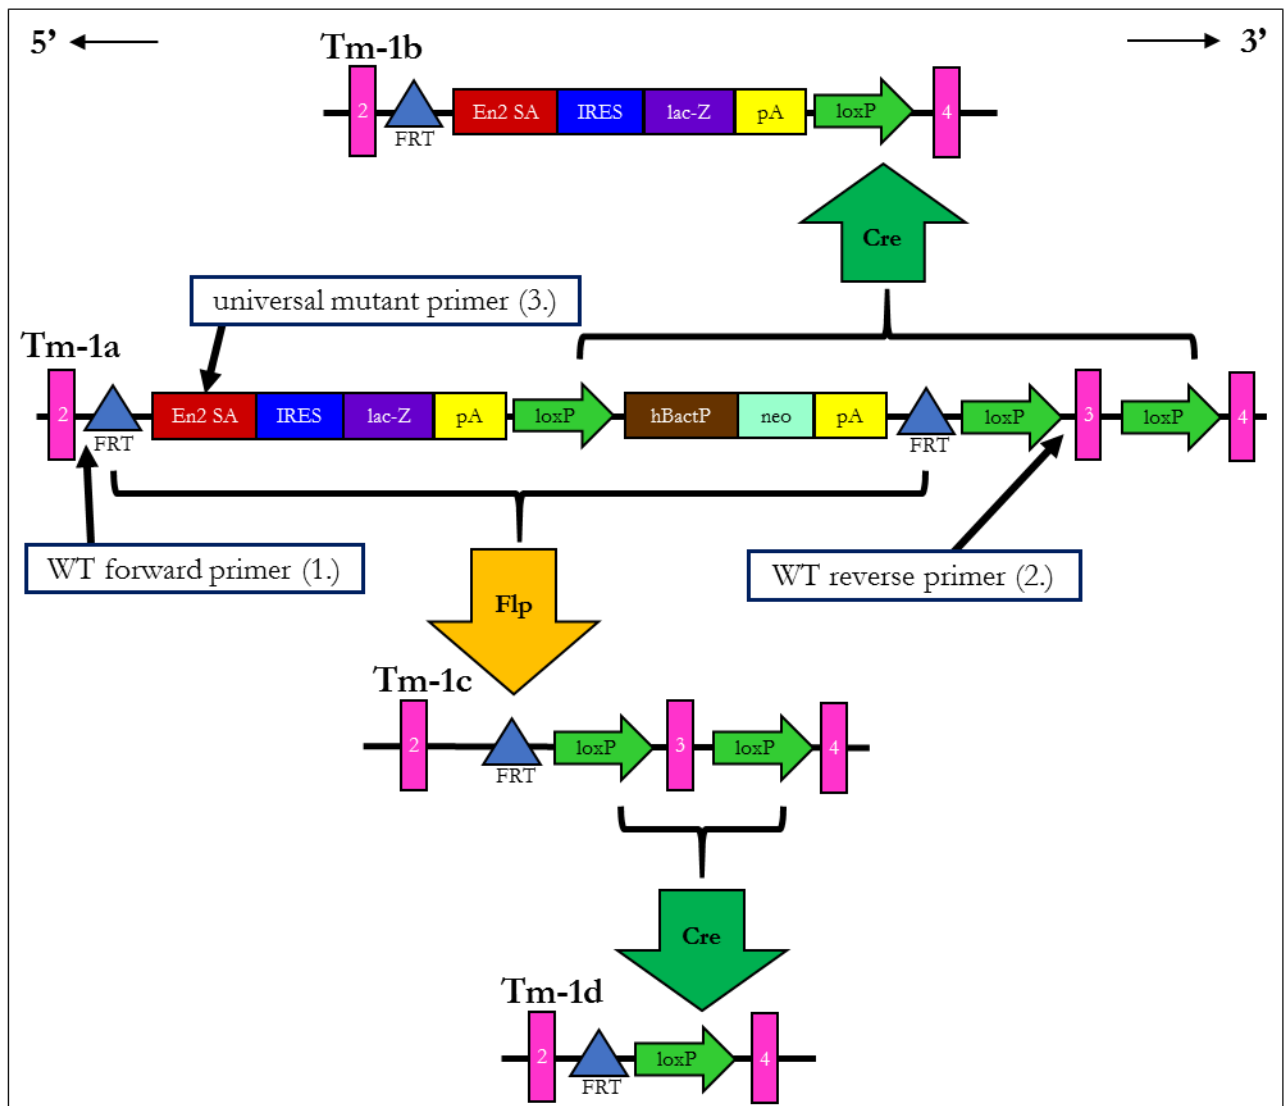 5’
3’
Tm-1b
2
FRT
En2 SA
IRES
lac-Z
pA
loxP
4
Cre
universal mutant primer (3.)
Tm-1a
2
FRT
En2 SA
IRES
lac-Z
pA
loxP
hBactP
neo
pA
FRT
loxP
3
loxP
4
WT forward primer (1.)
WT reverse primer (2.)
Flp
Tm-1c
2
FRT
loxP
3
loxP
4
Cre
Tm-1d
2
FRT
loxP
4